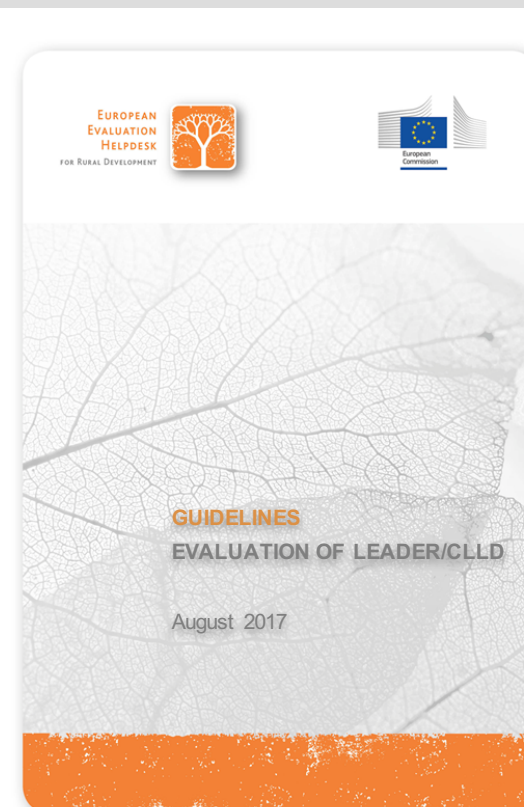 EUROPEAN
EVALUATION
HELPDESK
FOR RURAL DEVELOPMENT
European
Commission
GUIDELINES
EVALUATION OF LEADER/CLLD
August 2017